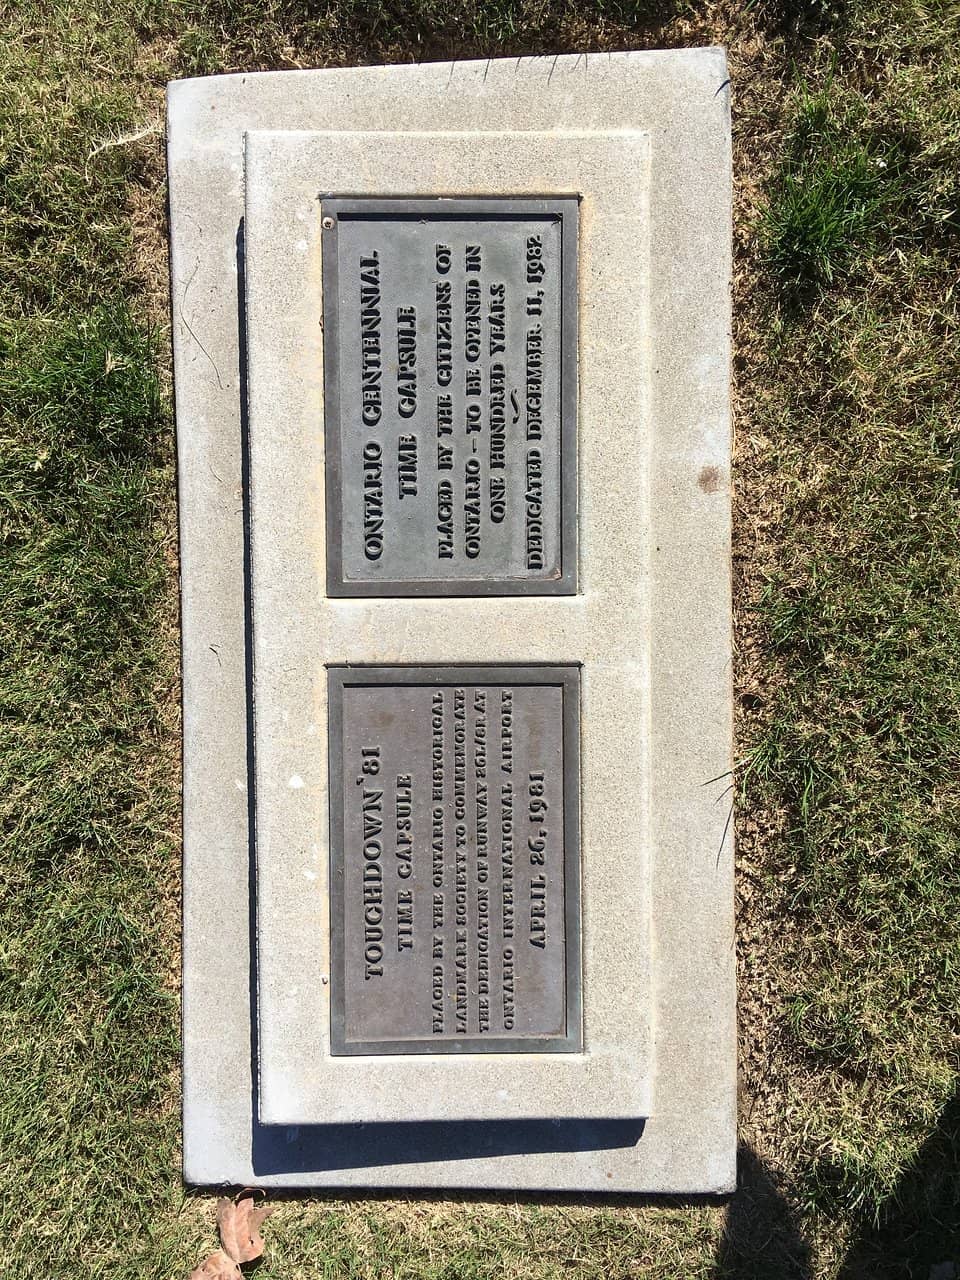 TOUCHDOWN '81
TIME CAPSULE
PLACED BY THE ONTARIO HISTORICAL
LANDMARK SOCIETY TO COMMEMORATE
THE DEDICATION OF RUNWAY 26L/8R AT
ONTARIO INTERNATIONAL AIRPORT
APRIL 26, 1981
ONTARIO CENTENNIAL
TIME CAPSULE
PLACED BY THE CITIZENS OF
ONTARIO - TO BE OPENED IN
ONE HUNDRED YEARS
DEDICATED DECEMBER 11, 1982